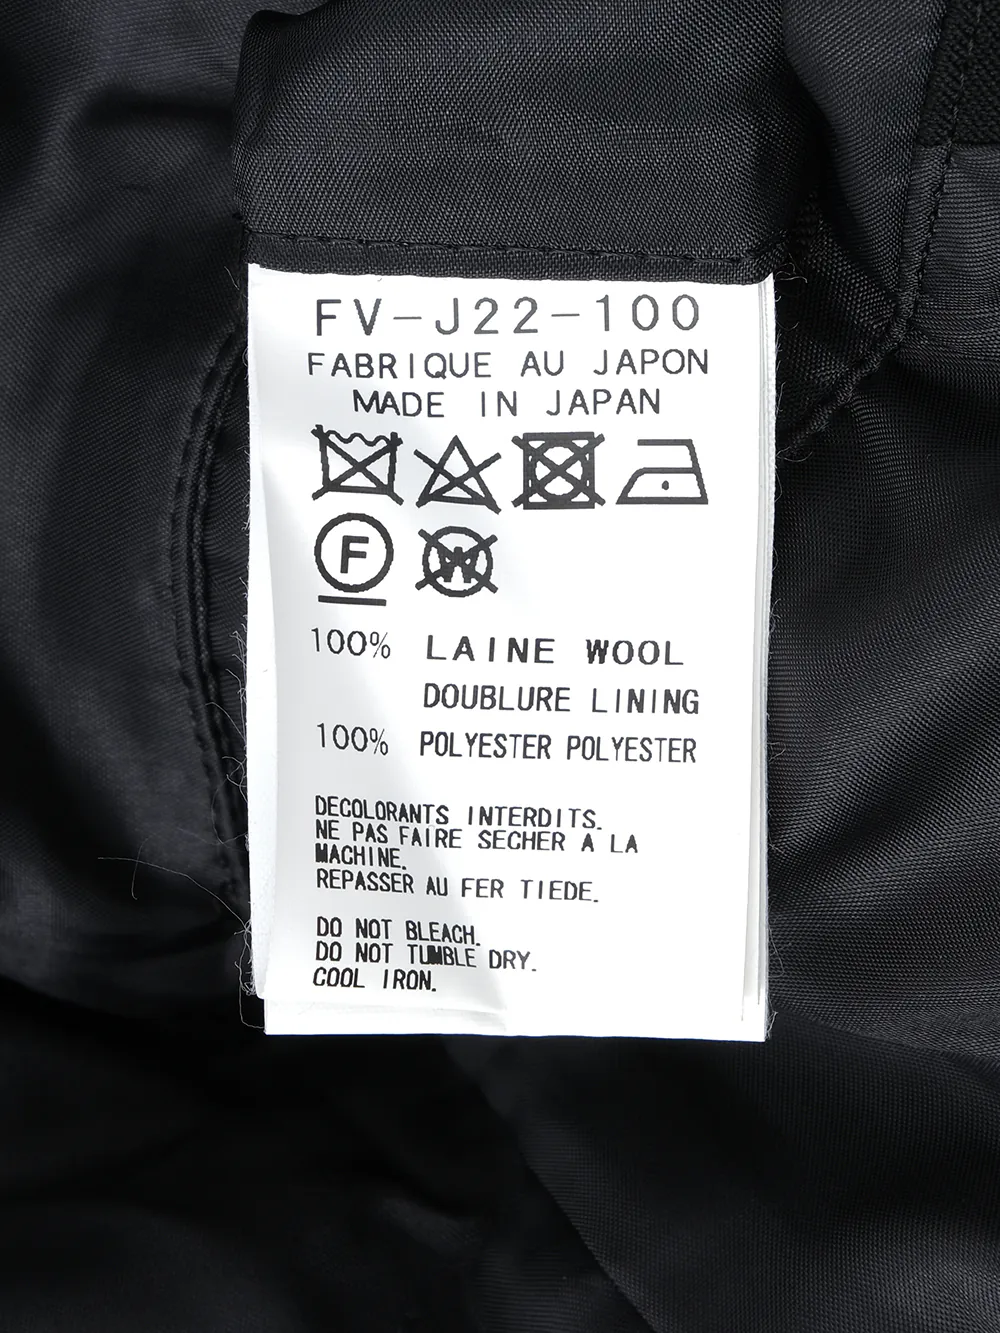 FV-J22-100
FABRIQUE AU JAPON
MADE IN JAPAN
F W
100% LAINE WOOL
DOUBLURE LINING
100% POLYESTER POLYESTER
DECOLORANTS INTERDITS.
NE PAS FAIRE SECHER A LA
MACHINE.
REPASSER AU FER TIEDE.
DO NOT BLEACH.
DO NOT TUMBLE DRY.
COOL IRON.